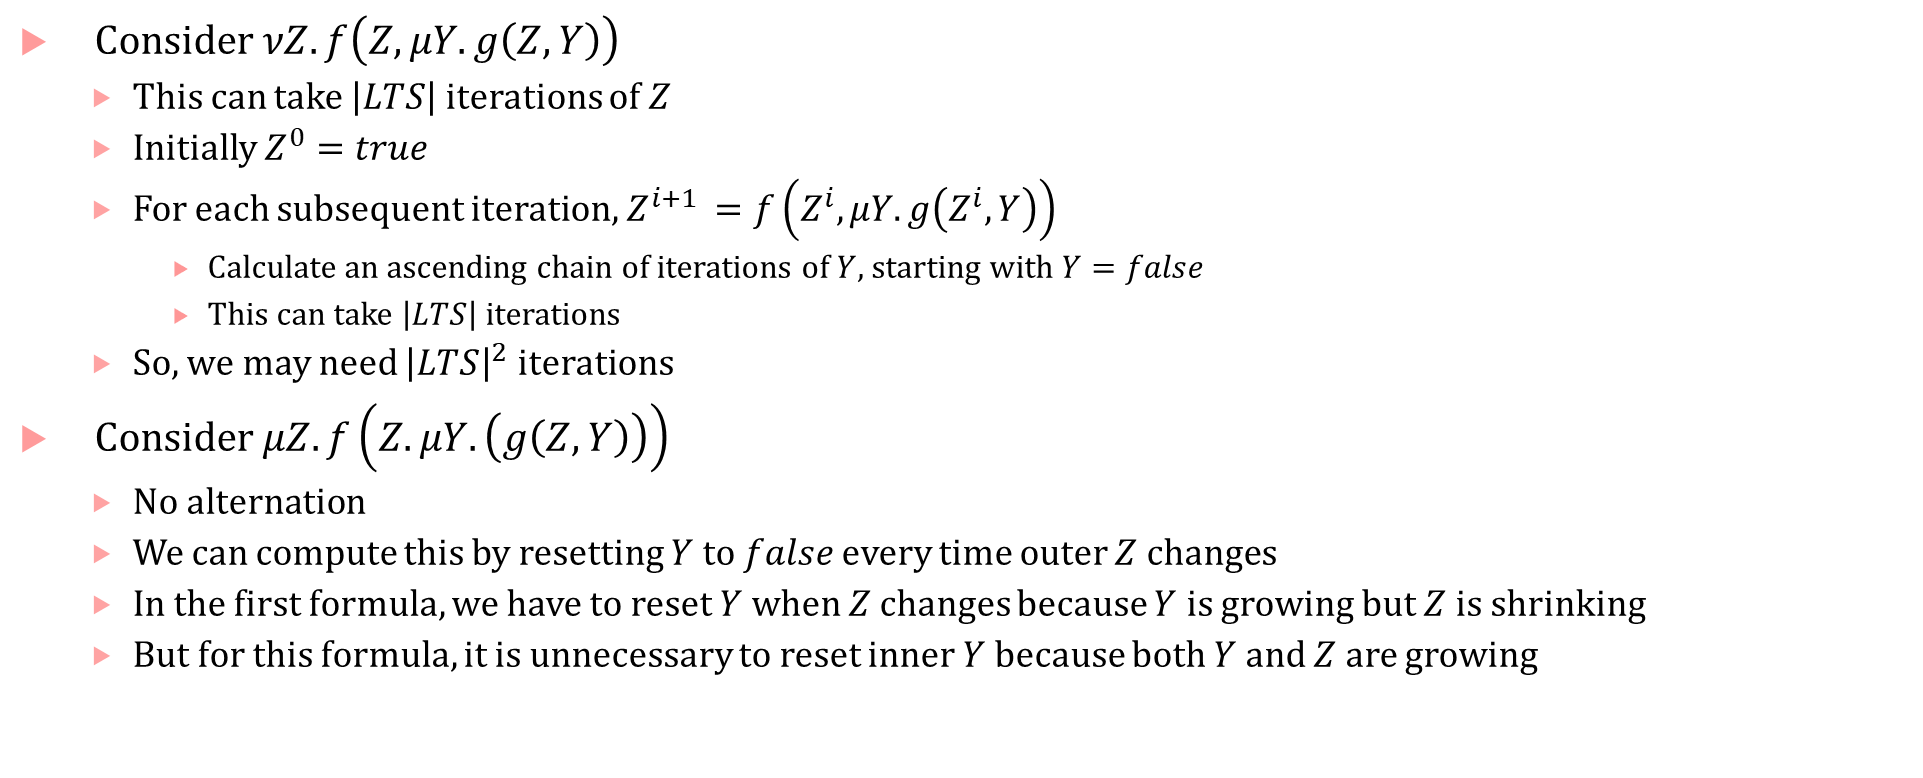 Consider 𝜈𝑍. 𝑓(𝑍, 𝜇𝑌. 𝑔(𝑍, 𝑌))
This can take |𝐿𝑇𝑆| iterations of 𝑍
Initially 𝑍⁰ = 𝑡𝑟𝑢𝑒
For each subsequent iteration, 𝑍ⁱ⁺¹ = 𝑓(𝑍ⁱ, 𝜇𝑌. 𝑔(𝑍ⁱ, 𝑌))
Calculate an ascending chain of iterations of 𝑌, starting with 𝑌 = 𝑓𝑎𝑙𝑠𝑒
This can take |𝐿𝑇𝑆| iterations
So, we may need |𝐿𝑇𝑆|² iterations
Consider 𝜇𝑍. 𝑓(𝑍. 𝜇𝑌. (𝑔(𝑍, 𝑌)))
No alternation
We can compute this by resetting 𝑌 to 𝑓𝑎𝑙𝑠𝑒 every time outer 𝑍 changes
In the first formula, we have to reset 𝑌 when 𝑍 changes because 𝑌 is growing but 𝑍 is shrinking
But for this formula, it is unnecessary to reset inner 𝑌 because both 𝑌 and 𝑍 are growing